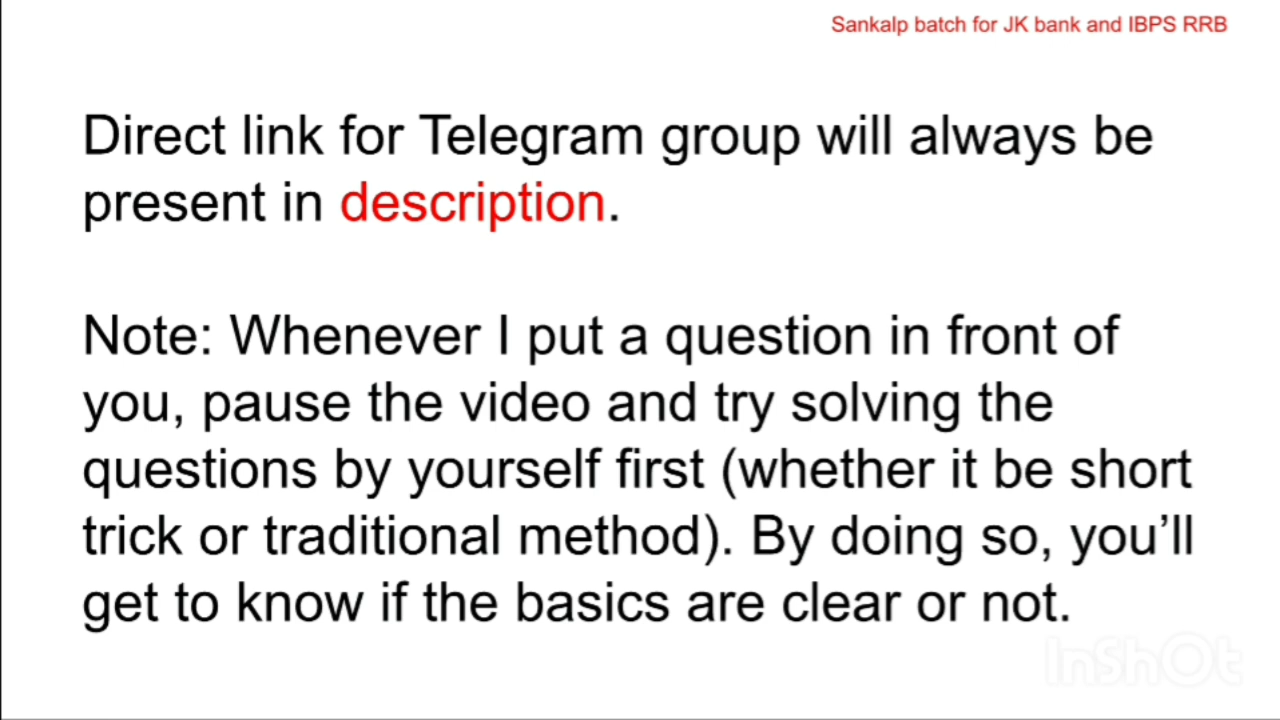 Sankalp batch for JK bank and IBPS RRB
Direct link for Telegram group will always be
present in description.
Note: Whenever I put a question in front of
you, pause the video and try solving the
questions by yourself first (whether it be short
trick or traditional method). By doing so, you’ll
get to know if the basics are clear or not.
InShOt